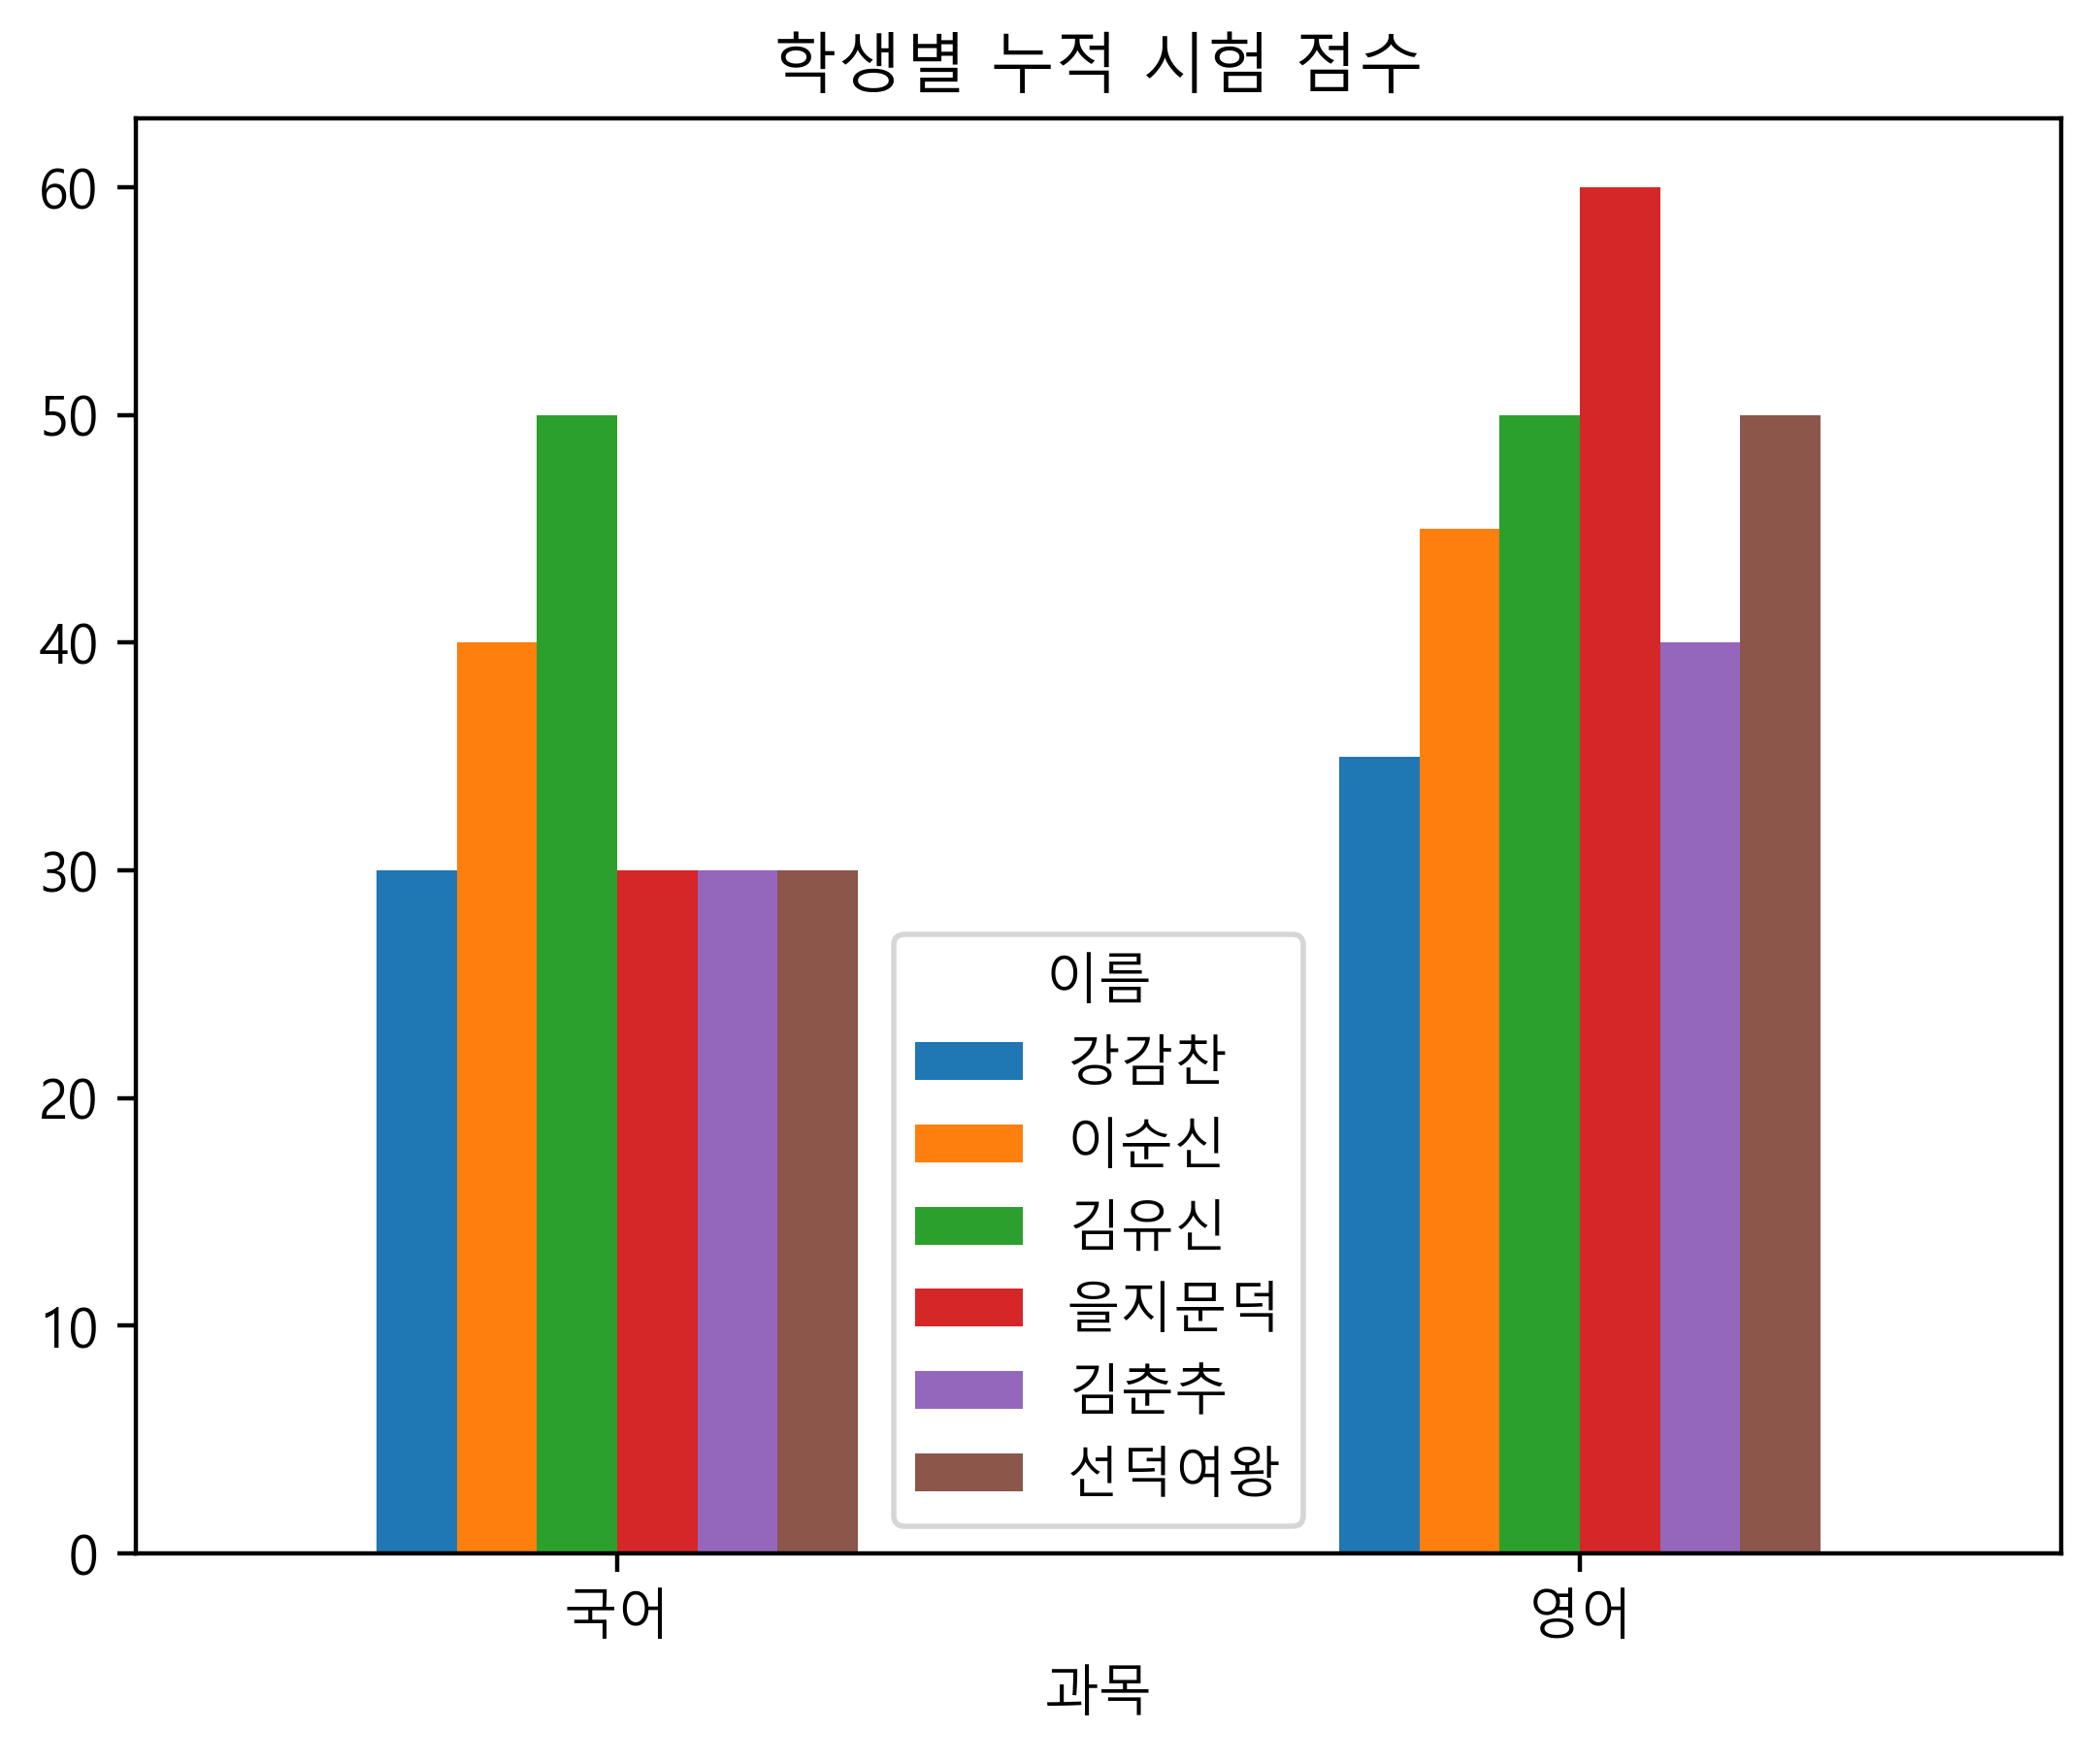 학생별 누적 시험 점수
60
50
40
30
20
10
0
이름
강감찬
이순신
김유신
을지문덕
김춘추
선덕여왕
국어 영어
과목